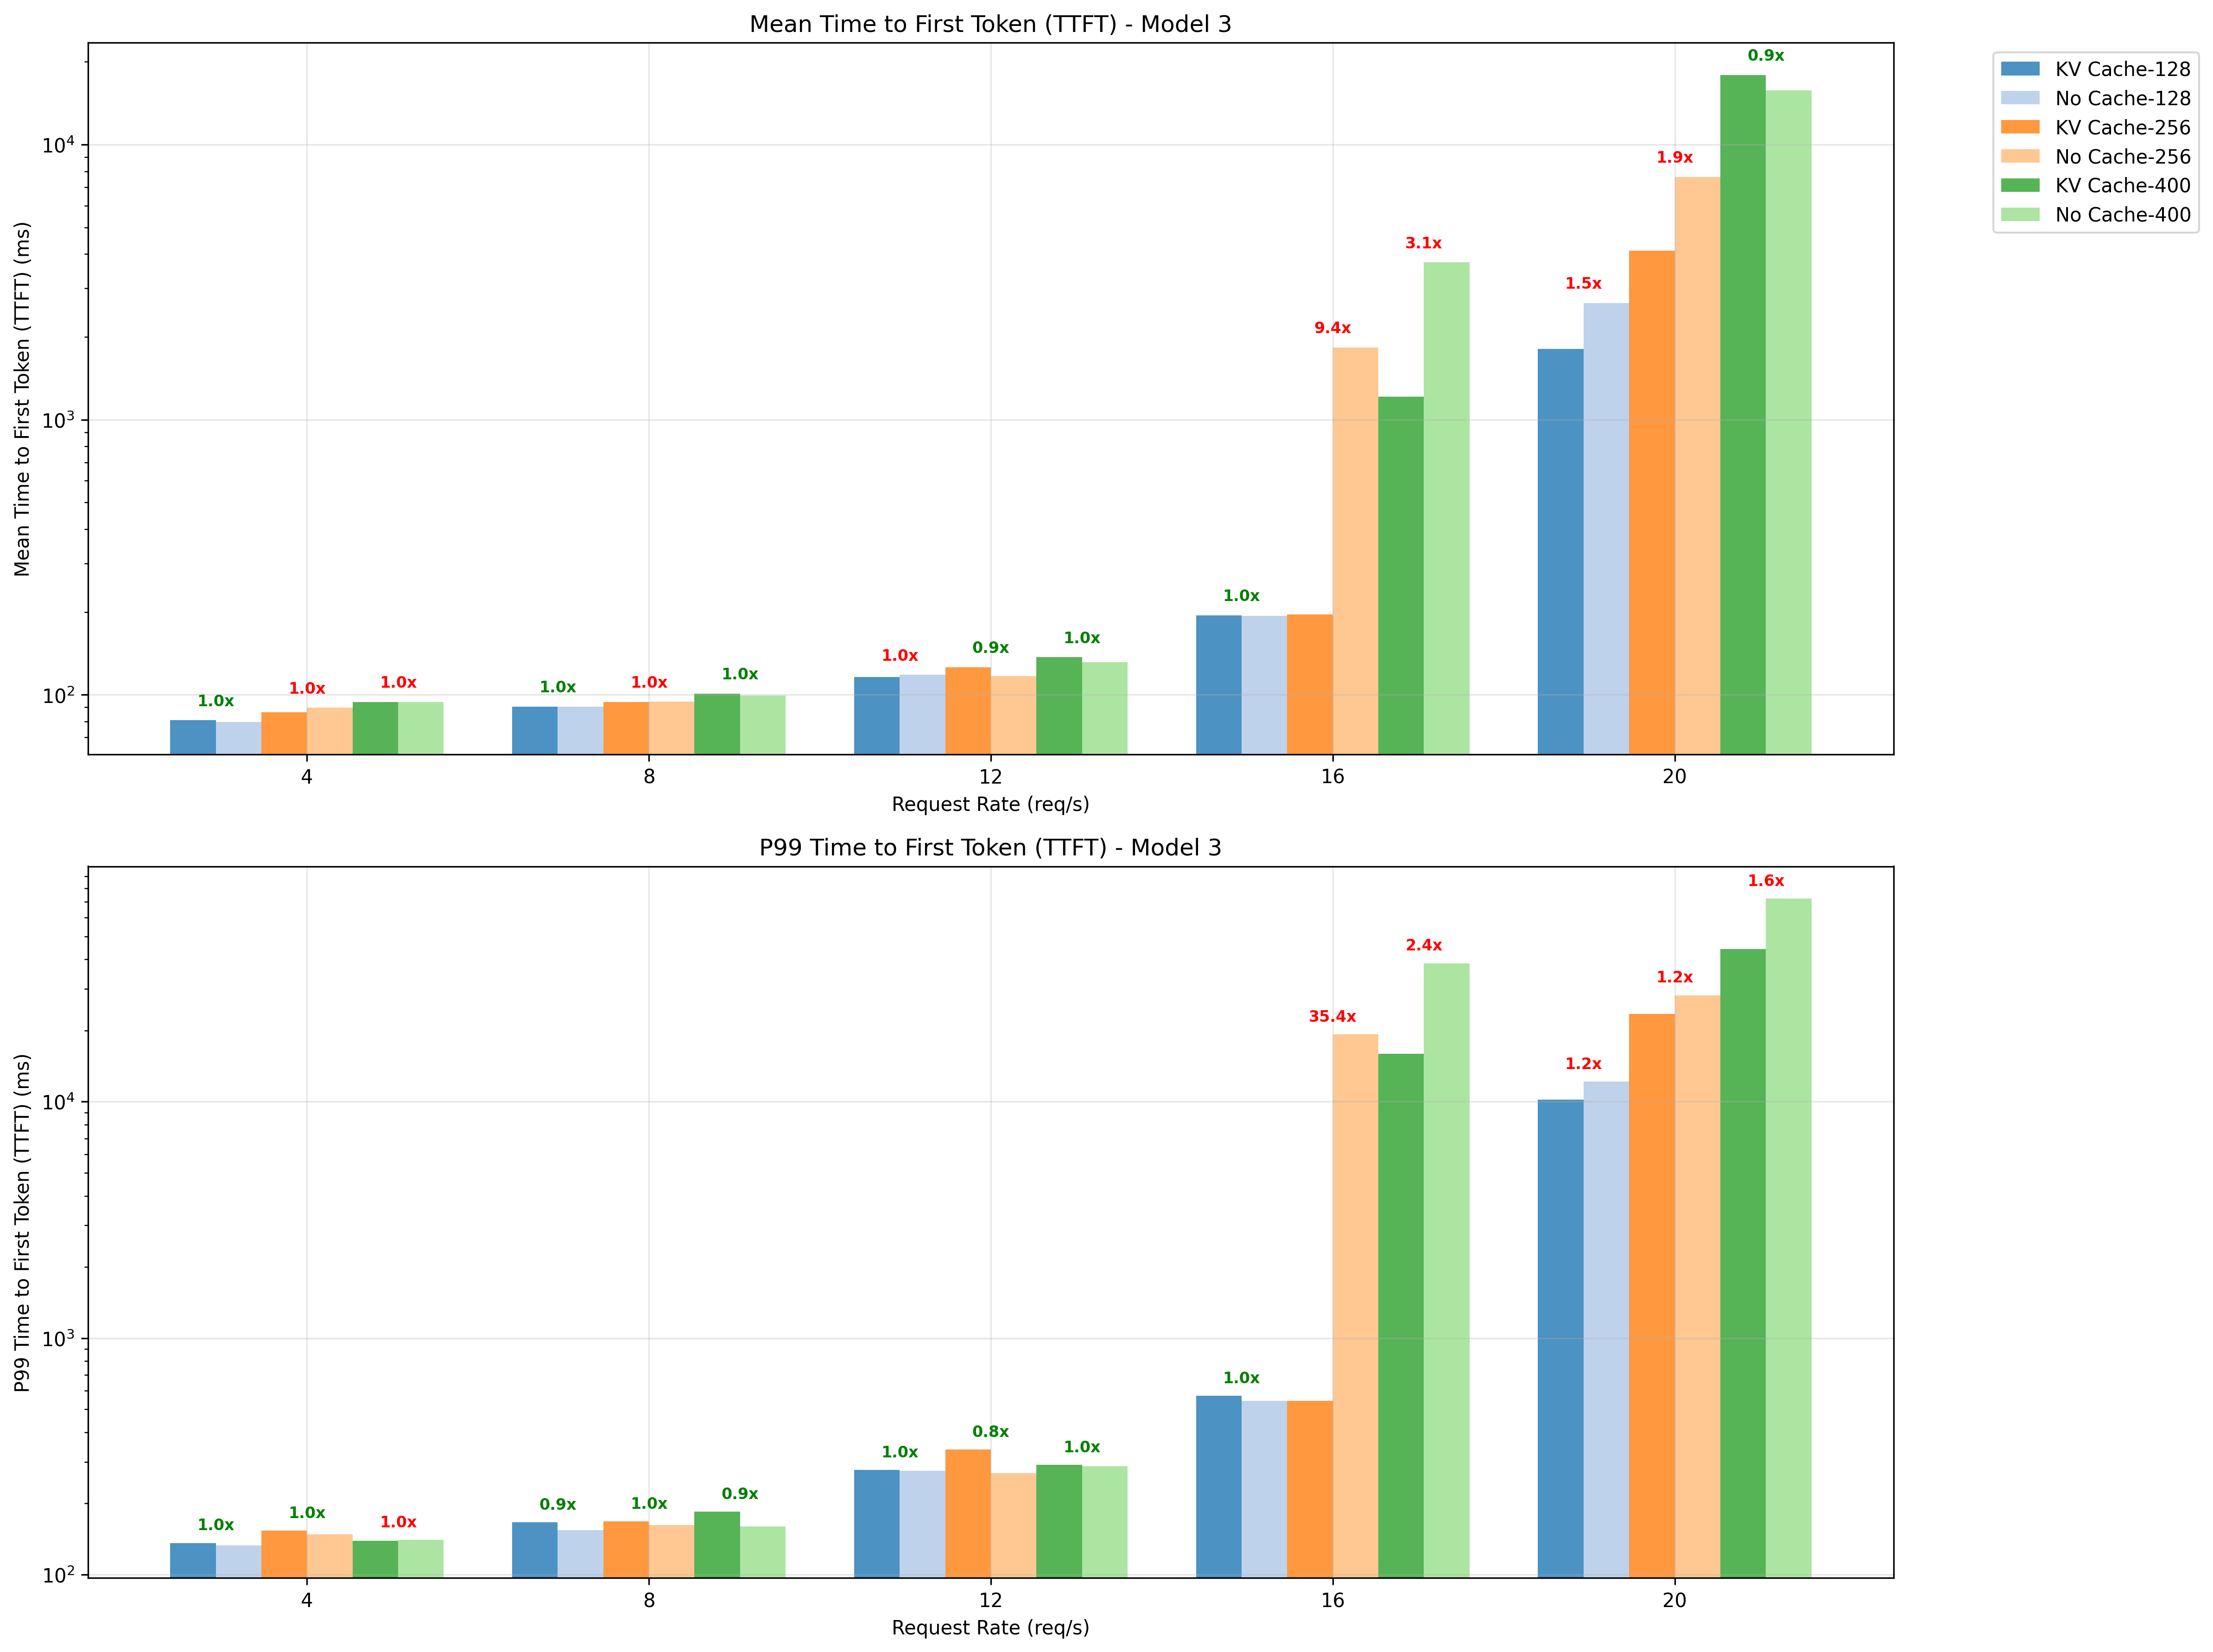 Mean Time to First Token (TTFT) - Model 3
Mean Time to First Token (TTFT) (ms)
10⁴
10³
10²
1.0x 1.0x 1.0x 1.0x 1.0x 1.0x 1.0x 0.9x 1.0x 1.0x 9.4x 3.1x 1.5x 1.9x 0.9x
4 8 12 16 20
Request Rate (req/s)
KV Cache-128
No Cache-128
KV Cache-256
No Cache-256
KV Cache-400
No Cache-400
P99 Time to First Token (TTFT) - Model 3
P99 Time to First Token (TTFT) (ms)
10⁴
10³
10²
1.0x 1.0x 1.0x 0.9x 1.0x 0.9x 1.0x 0.8x 1.0x 1.0x 35.4x 2.4x 1.2x 1.2x 1.6x
4 8 12 16 20
Request Rate (req/s)